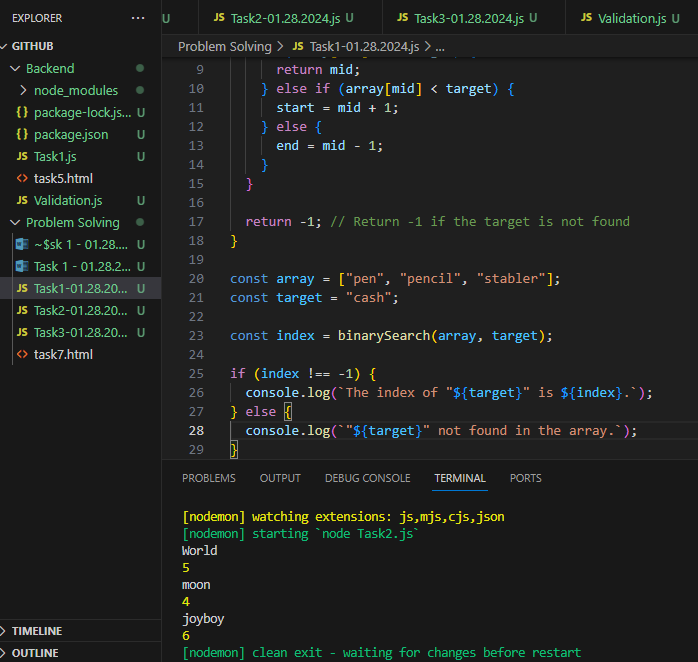 EXPLORER
...
GITHUB
Backend
node_modules
package-lock.js... U
package.json U
Task1.js U
task5.html
Validation.js U
Problem Solving
~$sk 1 - 01.28.... U
Task 1 - 01.28.2... U
Task1-01.28.20... U
Task2-01.28.20... U
Task3-01.28.20... U
task7.html
TIMELINE
OUTLINE
U JS Task2-01.28.2024.js U JS Task3-01.28.2024.js U JS Validation.js U
Problem Solving > JS Task1-01.28.2024.js > ...
9 return mid;
10 } else if (array[mid] < target) {
11 start = mid + 1;
12 } else {
13 end = mid - 1;
14 }
15 }
16
17 return -1; // Return -1 if the target is not found
18 }
19
20 const array = ["pen", "pencil", "stabler"];
21 const target = "cash";
22
23 const index = binarySearch(array, target);
24
25 if (index !== -1) {
26 console.log(`The index of "${target}" is ${index}.`);
27 } else {
28 console.log(`"${target}" not found in the array.`);
29 }
PROBLEMS OUTPUT DEBUG CONSOLE TERMINAL PORTS
[nodemon] watching extensions: js,mjs,cjs,json
[nodemon] starting `node Task2.js`
World
5
moon
4
joyboy
6
[nodemon] clean exit - waiting for changes before restart